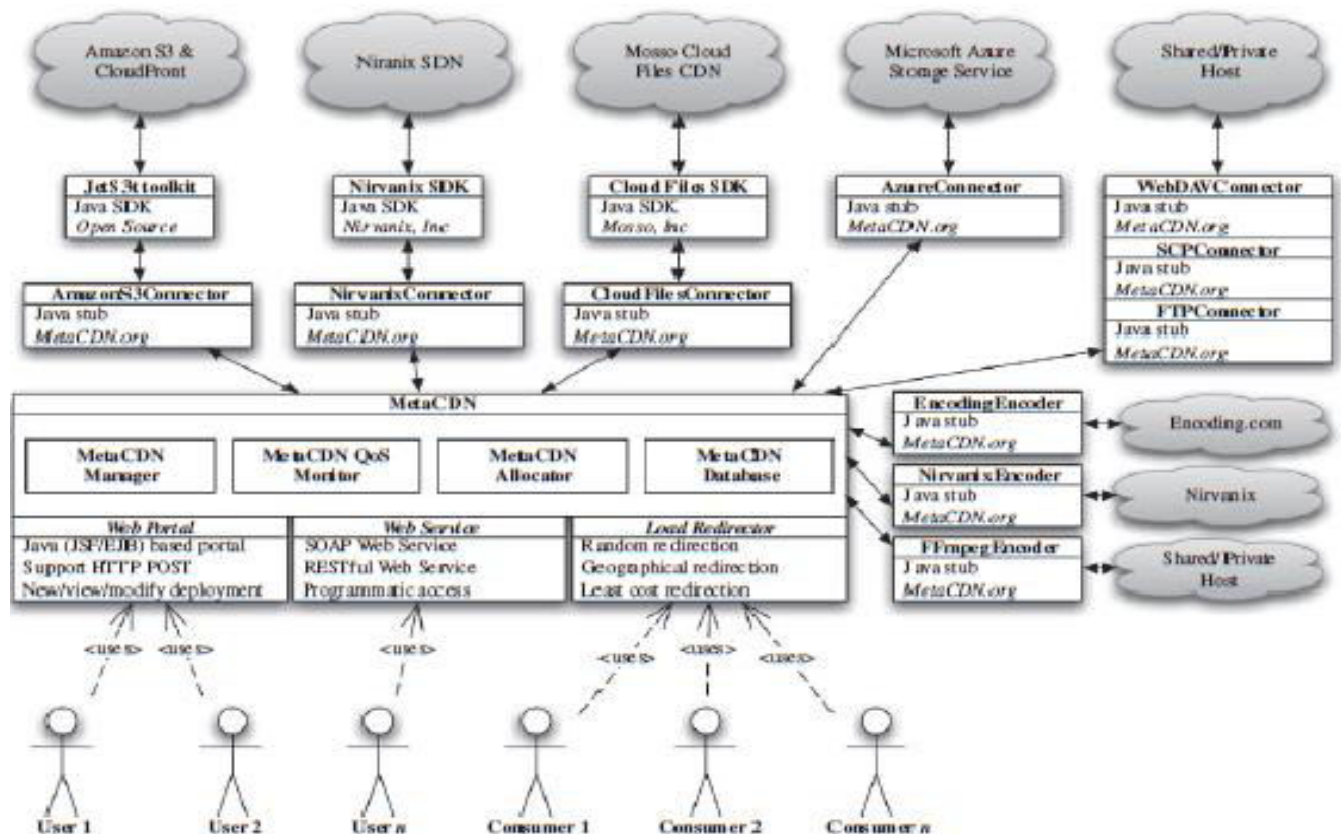 Amazon S3 &
CloudFront
Niranix SDN
Mosso Cloud
Files CDN
Microsoft Azure
Storage Service
Shared/Private
Host
JetS3t toolkit
Java SDK
Open Source
Nirvanix SDK
Java SDK
Nirvanix, Inc
Cloud Files SDK
Java SDK
Mosso, Inc
AzureConnector
Java stub
MetaCDN.org
WebDAVConnector
Java stub
MetaCDN.org
SCPConnector
Java stub
MetaCDN.org
FTPConnector
Java stub
MetaCDN.org
AmazonS3Connector
Java stub
MetaCDN.org
NirvanixConnector
Java stub
MetaCDN.org
CloudFilesConnector
Java stub
MetaCDN.org
MetaCDN
MetaCDN
Manager
MetaCDN QoS
Monitor
MetaCDN
Allocator
MetaCDN
Database
Web Portal
Java (JSF/EJB) based portal
Support HTTP POST
New/view/modify deployment
Web Service
SOAP Web Service
RESTful Web Service
Programmatic access
Load Redirector
Random redirection
Geographical redirection
Least cost redirection
EncodingEncoder
Java stub
MetaCDN.org
Encoding.com
NirvanixEncoder
Java stub
MetaCDN.org
Nirvanix
FFmpegEncoder
Java stub
MetaCDN.org
Shared/Private
Host
<uses>
<uses>
<uses>
<uses>
<uses>
<uses>
User 1
User 2
User n
Consumer 1
Consumer 2
Consumer n